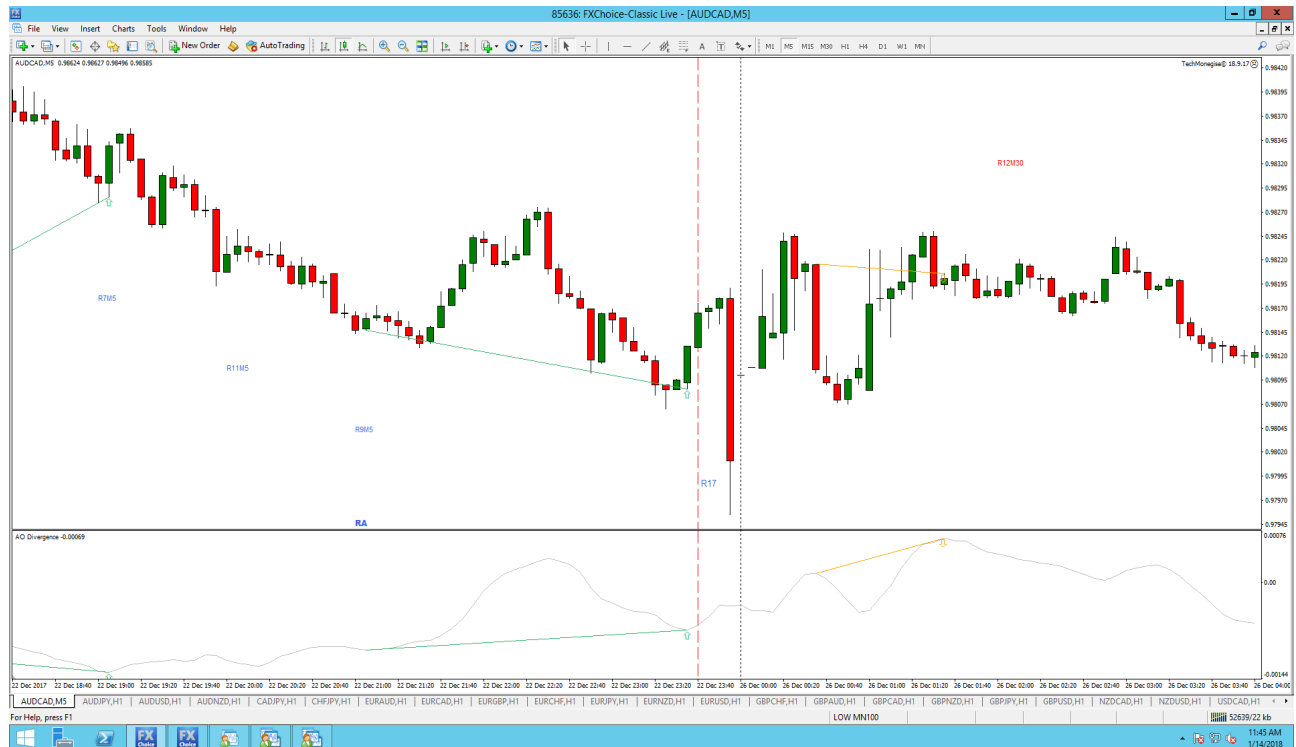 85636: FXChoice-Classic Live - [AUDCAD,M5]
File View Insert Charts Tools Window Help
New Order AutoTrading A T M1 M5 M15 M30 H1 H4 D1 W1 MN
AUDCAD,M5 0.98624 0.98627 0.98496 0.98585
TechMonegise© 18.9.17
0.98420
0.98395
0.98370
0.98345
0.98320
0.98295
0.98270
0.98245
0.98220
0.98195
0.98170
0.98145
0.98120
0.98095
0.98070
0.98045
0.98020
0.97995
0.97970
0.97945
R12M30
R7M5
R11M5
R9M5
R17
RA
AO Divergence -0.00069
0.00076
0.00
-0.00144
22 Dec 2017 22 Dec 18:40 22 Dec 19:00 22 Dec 19:20 22 Dec 19:40 22 Dec 20:00 22 Dec 20:20 22 Dec 20:40 22 Dec 21:00 22 Dec 21:20 22 Dec 21:40 22 Dec 22:00 22 Dec 22:20 22 Dec 22:40 22 Dec 23:00 22 Dec 23:20 22 Dec 23:40 26 Dec 00:00 26 Dec 00:20 26 Dec 00:40 26 Dec 01:00 26 Dec 01:20 26 Dec 01:40 26 Dec 02:00 26 Dec 02:20 26 Dec 02:40 26 Dec 03:00 26 Dec 03:20 26 Dec 03:40 26 Dec 04:00
AUDCAD,M5 AUDJPY,H1 AUDUSD,H1 AUDNZD,H1 CADJPY,H1 CHFJPY,H1 EURAUD,H1 EURCAD,H1 EURGBP,H1 EURCHF,H1 EURJPY,H1 EURNZD,H1 EURUSD,H1 GBPCHF,H1 GBPAUD,H1 GBPCAD,H1 GBPNZD,H1 GBPJPY,H1 GBPUSD,H1 NZDCAD,H1 NZDUSD,H1 USDCAD,H1
For Help, press F1
LOW MN100
52639/22 kb
FX Choice FX Choice
11:45 AM
1/14/2018